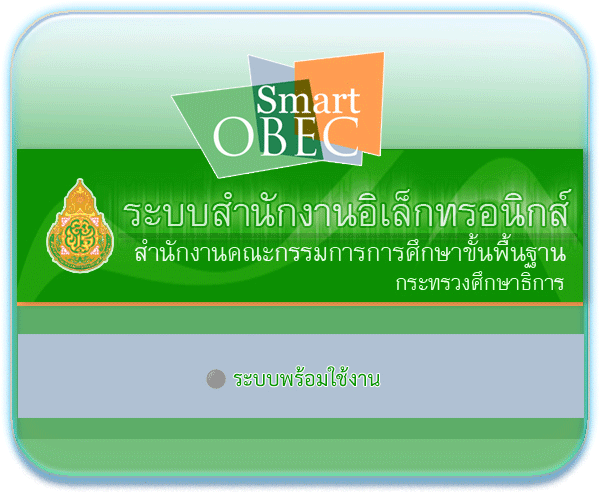 Smart
OBEC
ระบบสำนักงานอิเล็กทรอนิกส์
สำนักงานคณะกรรมการการศึกษาขั้นพื้นฐาน
กระทรวงศึกษาธิการ
ระบบพร้อมใช้งาน